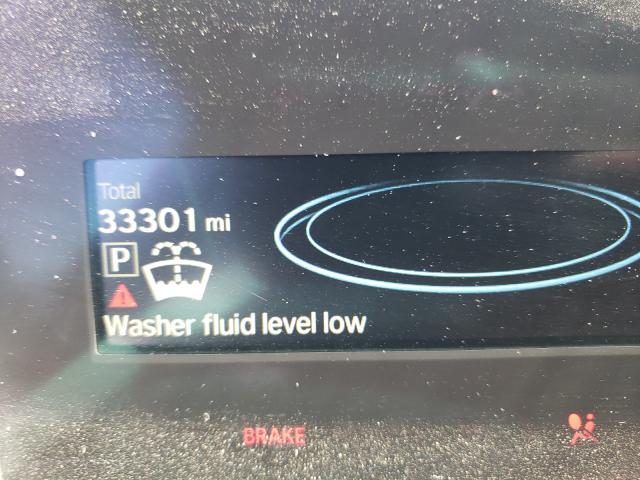 Total
33301 mi
P
Washer fluid level low
BRAKE